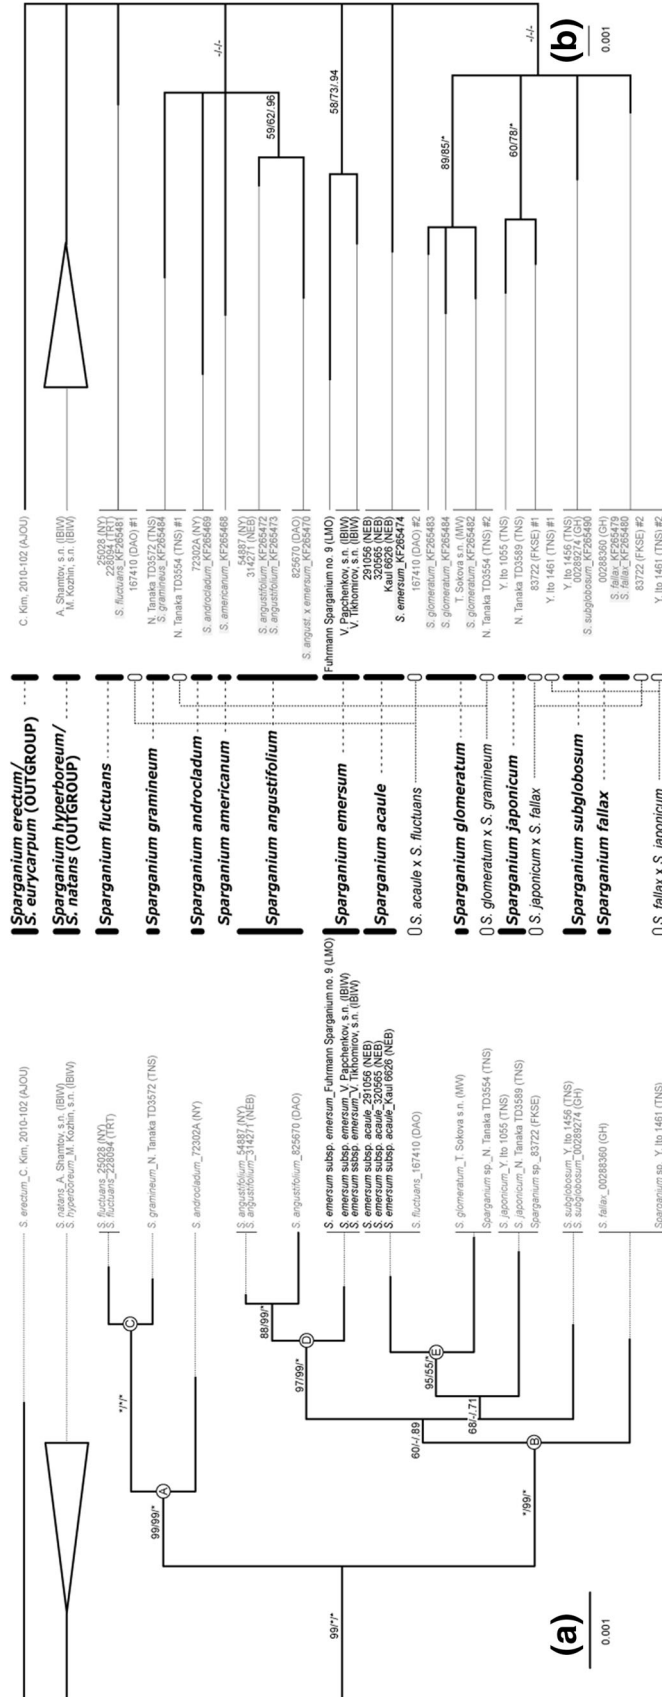 99/*/*
99/99/*
*/*/*
*/99/*
A
C
B
60/-/.89
97/99/*
D
88/99/*
68/-/.71
95/55/*
E
(a)
0.001
S. erectum_C. Kim, 2010-102 (AJOU)
S. natans_A. Shamtov, s.n. (IBIW)
S. hyperboreum_M. Kozhin, s.n. (IBIW)
S. fluctuans_25028 (NY)
S. fluctuans_228094 (TRT)
S. gramineum_N. Tanaka TD3572 (TNS)
S. androcladum_72302A (NY)
S. angustifolium_54887 (NY)
S. angustifolium_31427 (NEB)
S. angustifolium_825670 (DAO)
S. emersum subsp. emersum_Fuhrmann Sparganium no. 9 (LMO)
S. emersum subsp. emersum_V. Papchenkov, s.n. (IBIW)
S. emersum ssbsp. emersum_V. Tikhomirov, s.n. (IBIW)
S. emersum subsp. acaule_291056 (NEB)
S. emersum subsp. acaule_320565 (NEB)
S. emersum subsp. acaule_Kaul 6626 (NEB)
S. fluctuans_167410 (DAO)
S. glomeratum_T. Sokova s.n. (MW)
Sparganium sp._N. Tanaka TD3554 (TNS)
S. japonicum_Y. Ito 1055 (TNS)
S. japonicum_N. Tanaka TD3589 (TNS)
Sparganium sp._83722 (FKSE)
S. subglobosum_Y. Ito 1456 (TNS)
S. subglobosum_00289274 (GH)
S. fallax_00288360 (GH)
Sparganium sp._Y. Ito 1461 (TNS)
Sparganium erectum/
S. eurycarpum (OUTGROUP)
Sparganium hyperboreum/
S. natans (OUTGROUP)
Sparganium fluctuans
Sparganium gramineum
Sparganium androcladum
Sparganium americanum
Sparganium angustifolium
Sparganium emersum
Sparganium acaule
S. acaule x S. fluctuans
Sparganium glomeratum
S. glomeratum x S. gramineum
Sparganium japonicum
S. japonicum x S. fallax
Sparganium subglobosum
Sparganium fallax
S. fallax x S. japonicum
C. Kim, 2010-102 (AJOU)
A. Shamtov, s.n. (IBIW)
M. Kozhin, s.n. (IBIW)
25028 (NY)
228094 (TRT)
S. fluctuans_KF265481
167410 (DAO) #1
N. Tanaka TD3572 (TNS)
S. gramineus_KF265484
N. Tanaka TD3554 (TNS) #1
72302A (NY)
S. androcladum_KF265469
S. americanum_KF265468
54887 (NY)
314271 (NEB)
S. angustifolium_KF265472
S. angustifolium_KF265473
825670 (DAO)
S. angust. x emersum_KF265470
Fuhrmann Sparganium no. 9 (LMO)
V. Papchenkov, s.n. (IBIW)
V. Tikhomirov, s.n. (IBIW)
291056 (NEB)
320565 (NEB)
Kaul 6626 (NEB)
S. emersum_KF265474
167410 (DAO) #2
S. glomeratum_KF265483
S. glomeratum_KF265484
T. Sokova s.n. (MW)
S. glomeratum_KF265482
N. Tanaka TD3554 (TNS) #2
Y. Ito 1055 (TNS)
N. Tanaka TD3589 (TNS)
83722 (FKSE) #1
Y. Ito 1461 (TNS) #1
Y. Ito 1456 (TNS)
00289274 (GH)
S. subglobosum_KF265490
00288360 (GH)
S. fallax_KF265479
S. fallax_KF265480
83722 (FKSE) #2
Y. Ito 1461 (TNS) #2
-/-/-
59/62/.96
58/73/.94
89/85/*
60/78/*
-/-/-
(b)
0.001